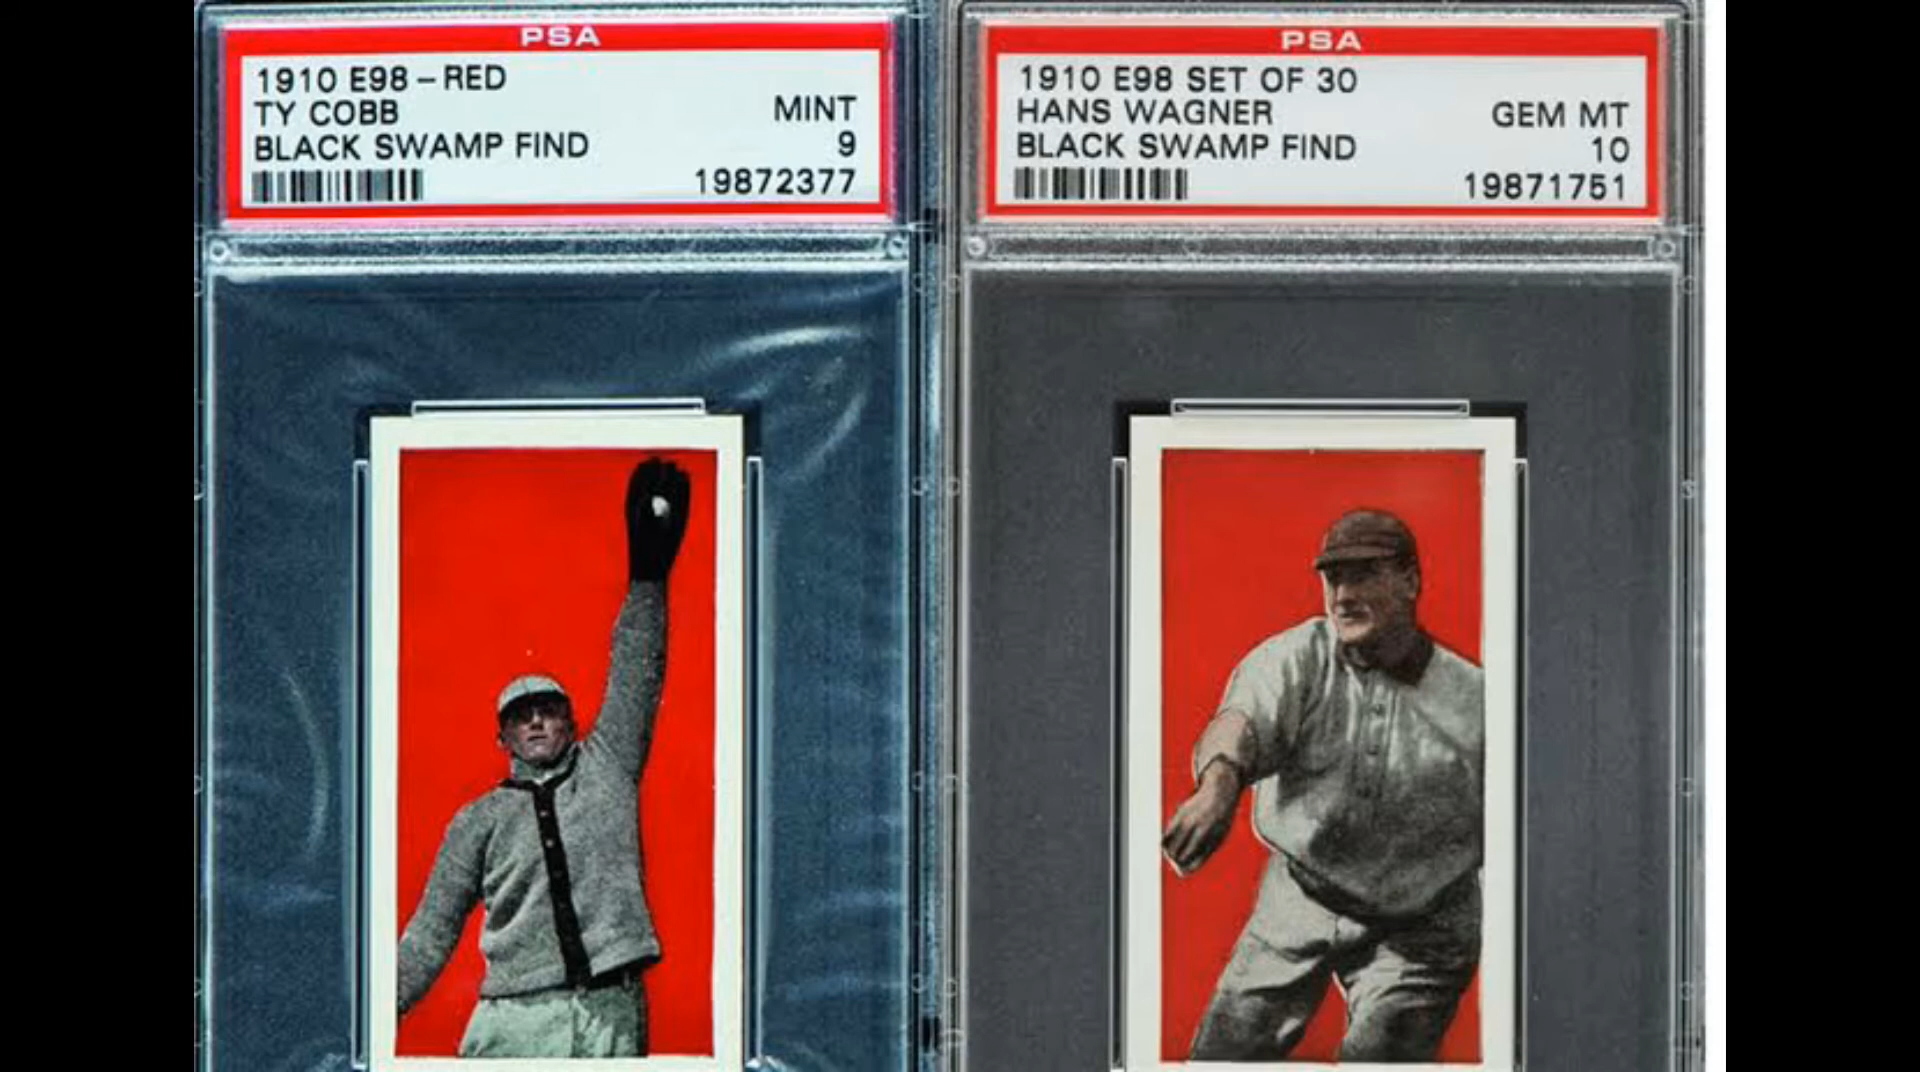 PSA
1910 E98 – RED
TY COBB MINT
BLACK SWAMP FIND 9
19872377
PSA
1910 E98 SET OF 30
HANS WAGNER GEM MT
BLACK SWAMP FIND 10
19871751